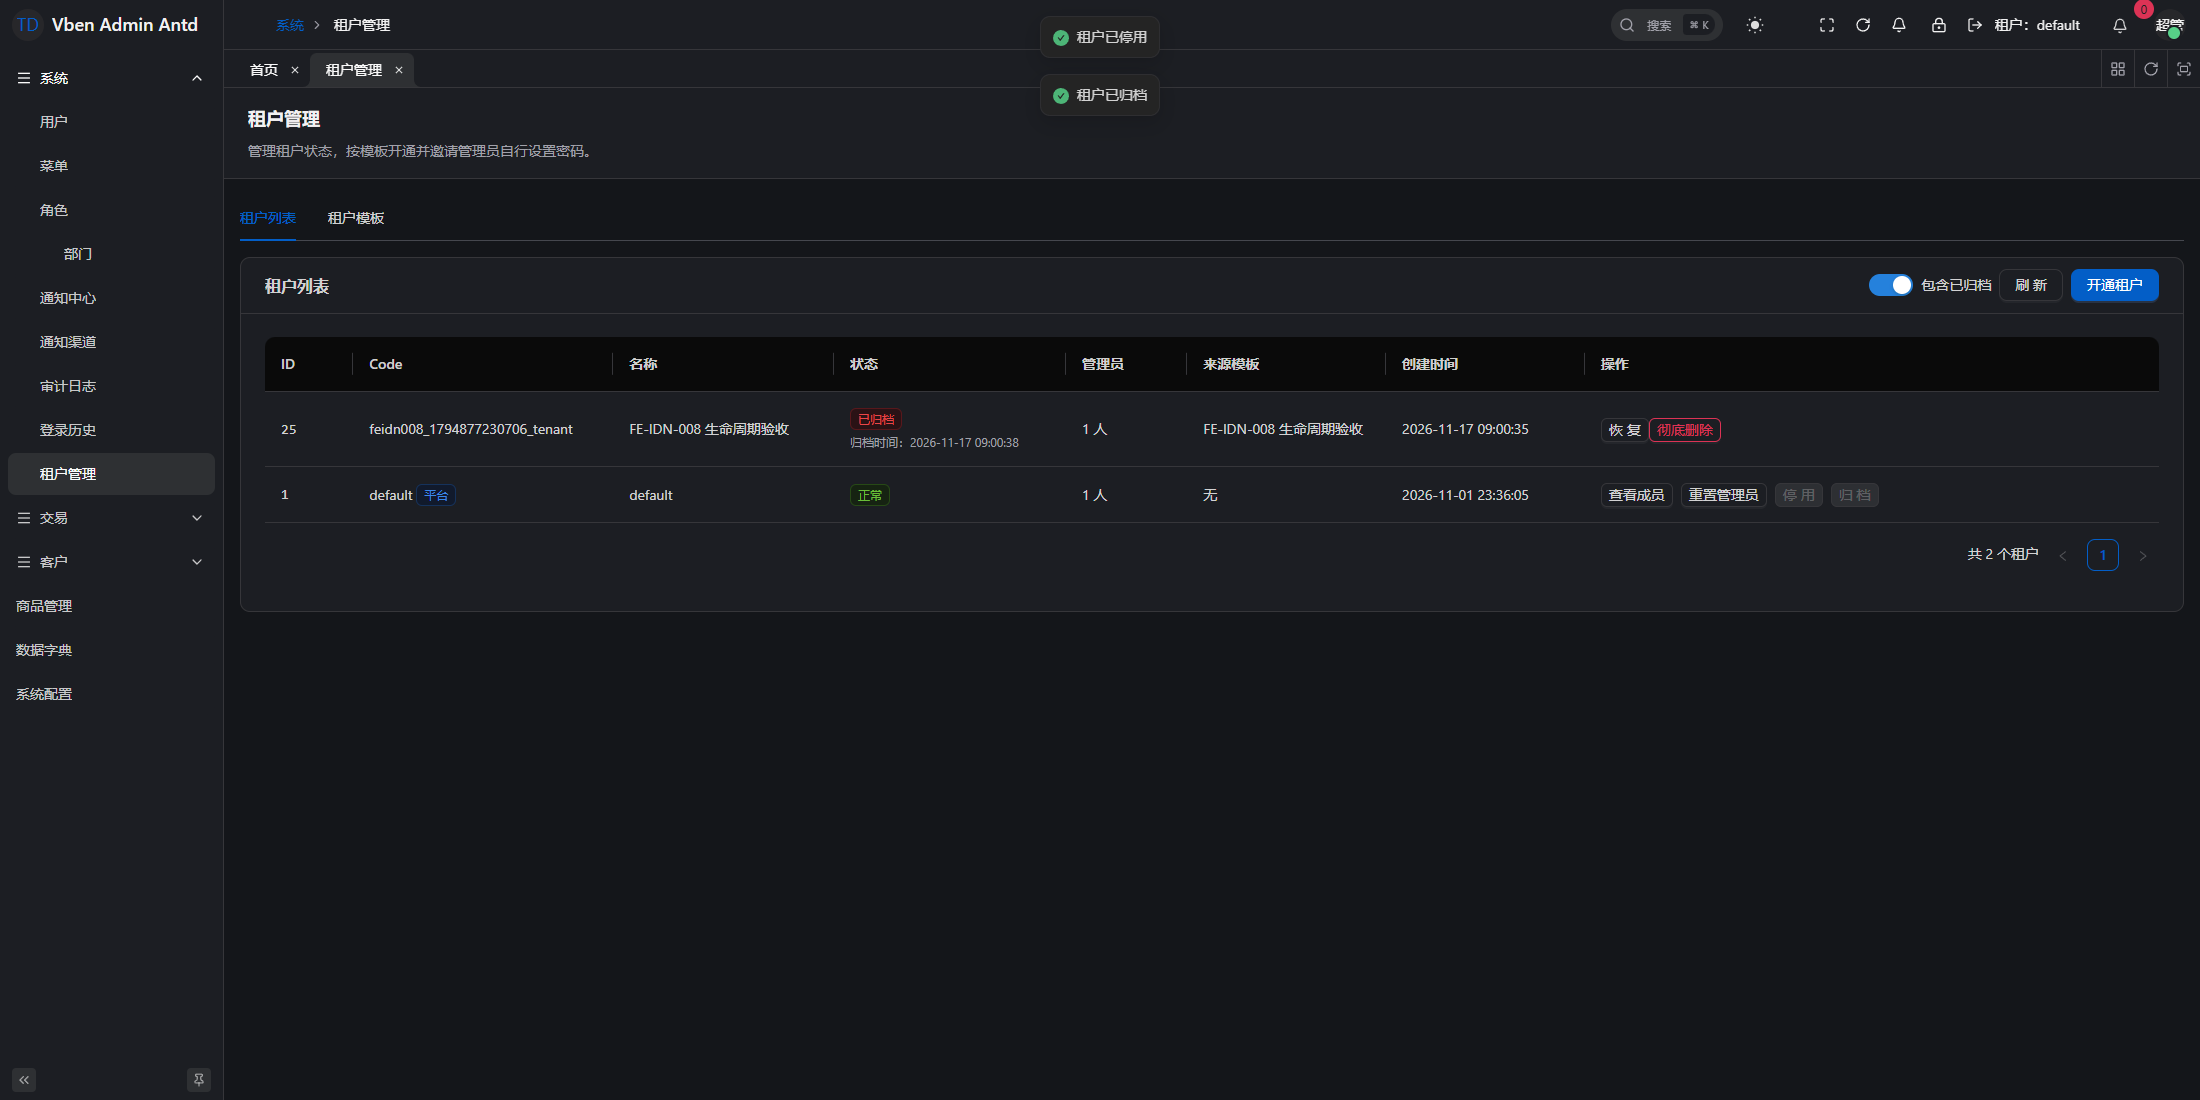 TD Vben Admin Antd
系统 > 租户管理
租户已停用
租户已归档
搜索 ⌘ K
租户: default
0
超管
首页 ×
租户管理 ×
系统
用户
菜单
角色
部门
通知中心
通知渠道
审计日志
登录历史
租户管理
交易
客户
商品管理
数据字典
系统配置
租户管理
管理租户状态，按模板开通并邀请管理员自行设置密码。
租户列表 租户模板
租户列表
包含已归档 刷 新 开通租户
ID Code 名称 状态 管理员 来源模板 创建时间 操作
25 feidn008_1794877230706_tenant FE-IDN-008 生命周期验收 已归档 1 人 FE-IDN-008 生命周期验收 2026-11-17 09:00:35 恢 复 彻底删除
归档时间：2026-11-17 09:00:38
1 default 平台 default 正常 1 人 无 2026-11-01 23:36:05 查看成员 重置管理员 停 用 归 档
共 2 个租户 < 1 >